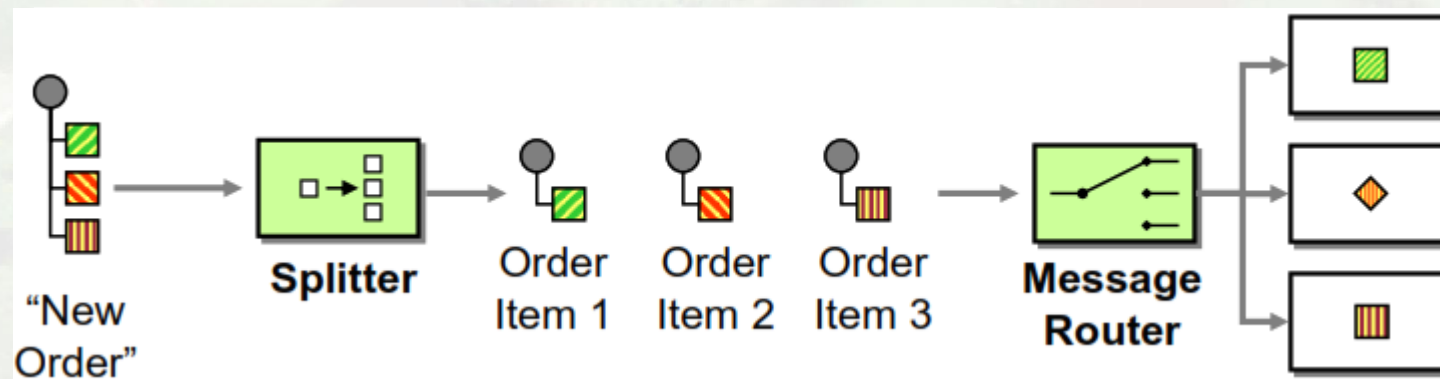 Splitter
Order
Item 1
Order
Item 2
Order
Item 3
Message
Router
“New
Order”